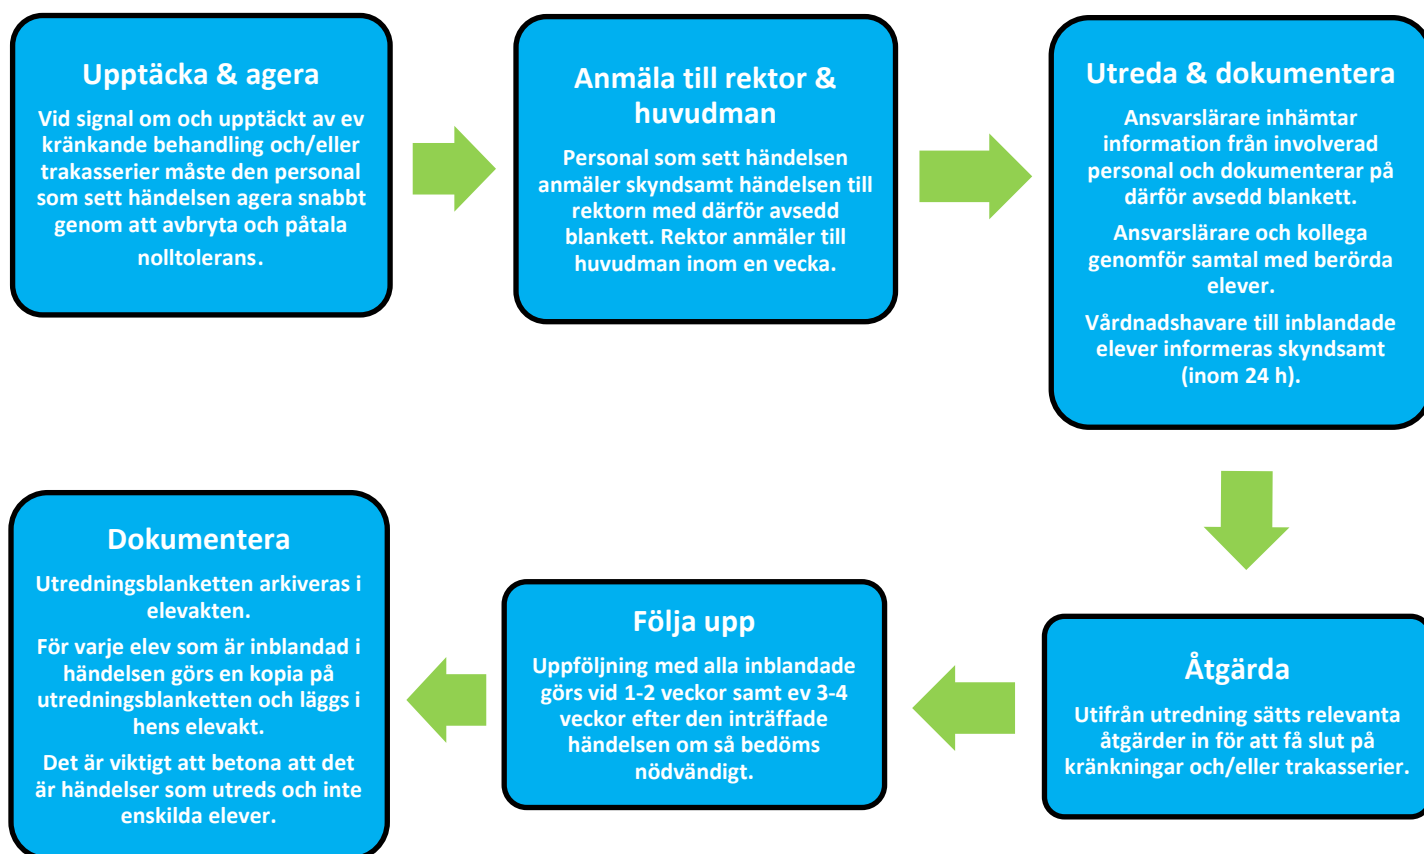 Upptäcka & agera
Vid signal om och upptäckt av ev
kränkande behandling och/eller
trakasserier måste den personal
som sett händelsen agera snabbt
genom att avbryta och påtala
nolltolerans.
Anmäla till rektor &
huvudman
Personal som sett händelsen
anmäler skyndsamt händelsen till
rektorn med därför avsedd
blankett. Rektor anmäler till
huvudman inom en vecka.
Utreda & dokumentera
Ansvarslärare inhämtar
information från involverad
personal och dokumenterar på
därför avsedd blankett.
Ansvarslärare och kollega
genomför samtal med berörda
elever.
Vårdnadshavare till inblandade
elever informeras skyndsamt
(inom 24 h).
Åtgärda
Utifrån utredning sätts relevanta
åtgärder in för att få slut på
kränkningar och/eller trakasserier.
Följa upp
Uppföljning med alla inblandade
görs vid 1-2 veckor samt ev 3-4
veckor efter den inträffade
händelsen om så bedöms
nödvändigt.
Dokumentera
Utredningsblanketten arkiveras i
elevakten.
För varje elev som är inblandad i
händelsen görs en kopia på
utredningsblanketten och läggs i
hens elevakt.
Det är viktigt att betona att det
är händelser som utreds och inte
enskilda elever.